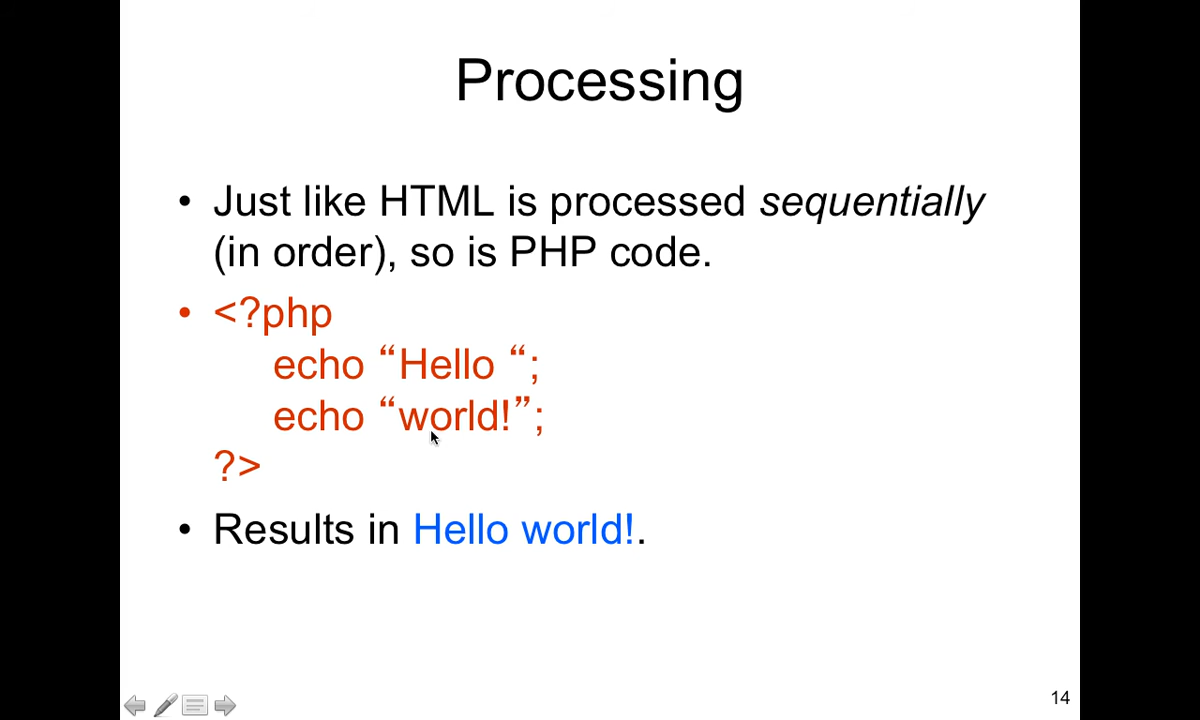 Processing
• Just like HTML is processed sequentially
(in order), so is PHP code.
• <?php
echo “Hello “;
echo “world!”;
?>
• Results in Hello world!.
14